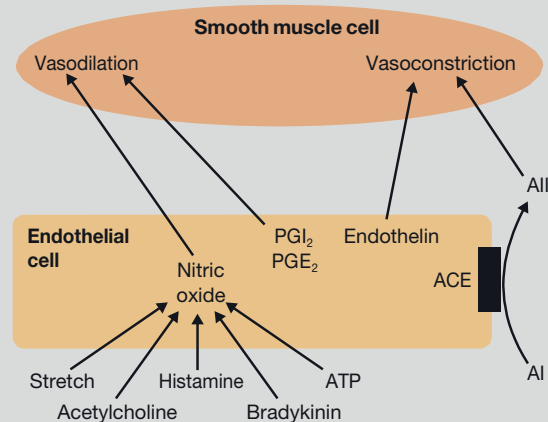 Smooth muscle cell
Vasodilation
Vasoconstriction
AII
Endothelial
cell
PGI₂
PGE₂
Endothelin
Nitric
oxide
ACE
Stretch
Histamine
ATP
AI
Acetylcholine
Bradykinin